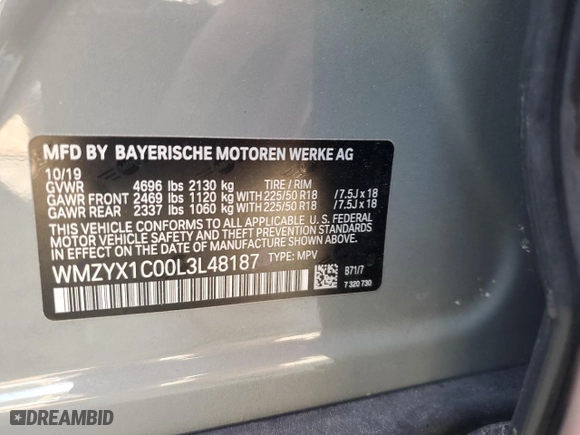 MFD BY BAYERISCHE MOTOREN WERKE AG
10/19
GVWR 4696 lbs 2130 kg TIRE / RIM
GAWR FRONT 2469 lbs 1120 kg WITH 225/50 R18 / 7.5J x 18
GAWR REAR 2337 lbs 1060 kg WITH 225/50 R18 / 7.5J x 18
THIS VEHICLE CONFORMS TO ALL APPLICABLE U. S. FEDERAL
MOTOR VEHICLE SAFETY, BUMPER AND THEFT PREVENTION STANDARDS
IN EFFECT ON THE DATE OF MANUFACTURE SHOWN ABOVE.
WMZYX1C00L3L48187 TYPE: MPV
B71/7
7 320 730
DREAMBID